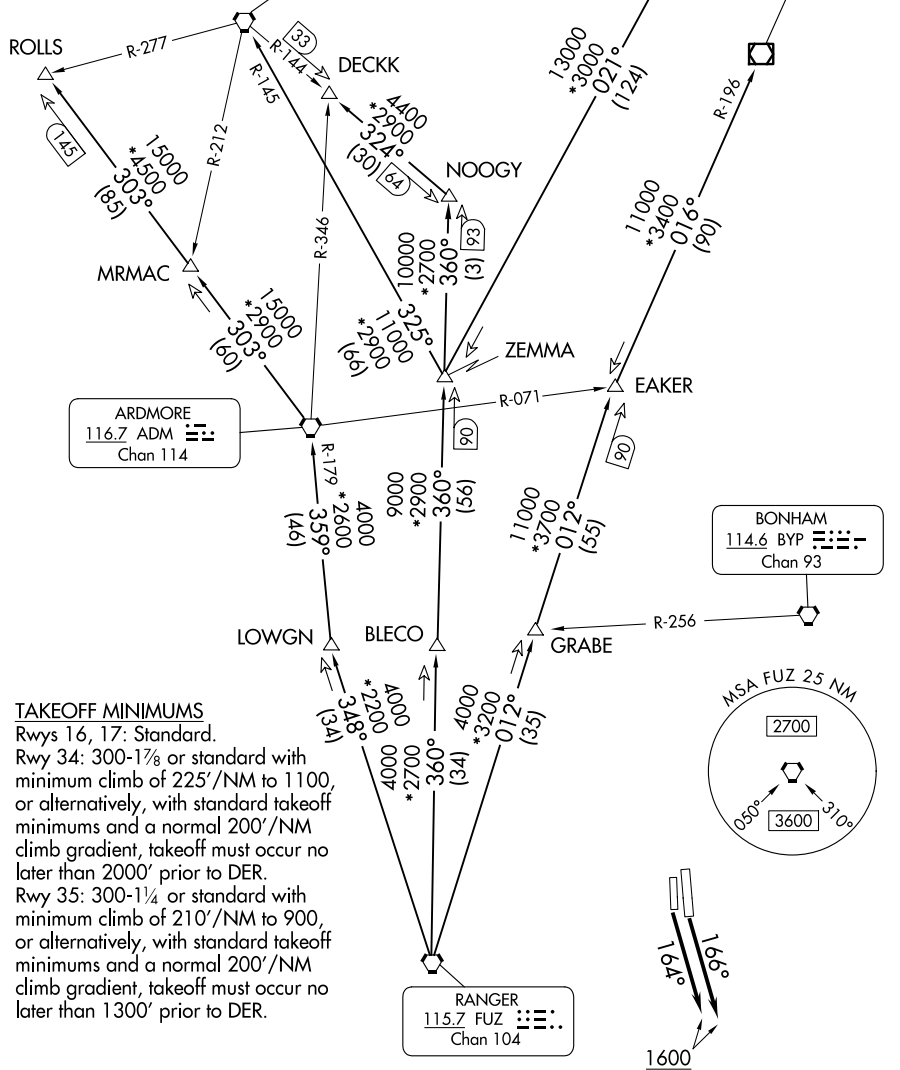 ROLLS
R-277
33
R-144
R-145
DECKK
13000
*3000
021°
(124)
R-196
145
15000
*4500
303°
(85)
R-212
4400
*2900
324°
(30)
64
NOOGY
93
R-346
MRMAC
10000
*2700
360°
(3)
11000
*3400
016°
(90)
15000
*2900
303°
(60)
325°
11000
*2900
(66)
ZEMMA
EAKER
R-071
ARDMORE
116.7 ADM
Chan 114
90
90
R-179
4000
*2600
359°
(46)
9000
*2900
360°
(56)
11000
*3700
012°
(55)
BONHAM
114.6 BYP
Chan 93
R-256
LOWGN
BLECO
GRABE
4000
*2200
348°
(34)
4000
*2700
360°
(34)
4000
*3200
012°
(35)
MSA FUZ 25 NM
2700
050°
3600
310°
TAKEOFF MINIMUMS
Rwys 16, 17: Standard.
Rwy 34: 300-1⅞ or standard with
minimum climb of 225'/NM to 1100,
or alternatively, with standard takeoff
minimums and a normal 200'/NM
climb gradient, takeoff must occur no
later than 2000' prior to DER.
Rwy 35: 300-1¼ or standard with
minimum climb of 210'/NM to 900,
or alternatively, with standard takeoff
minimums and a normal 200'/NM
climb gradient, takeoff must occur no
later than 1300' prior to DER.
164°
166°
1600
RANGER
115.7 FUZ
Chan 104